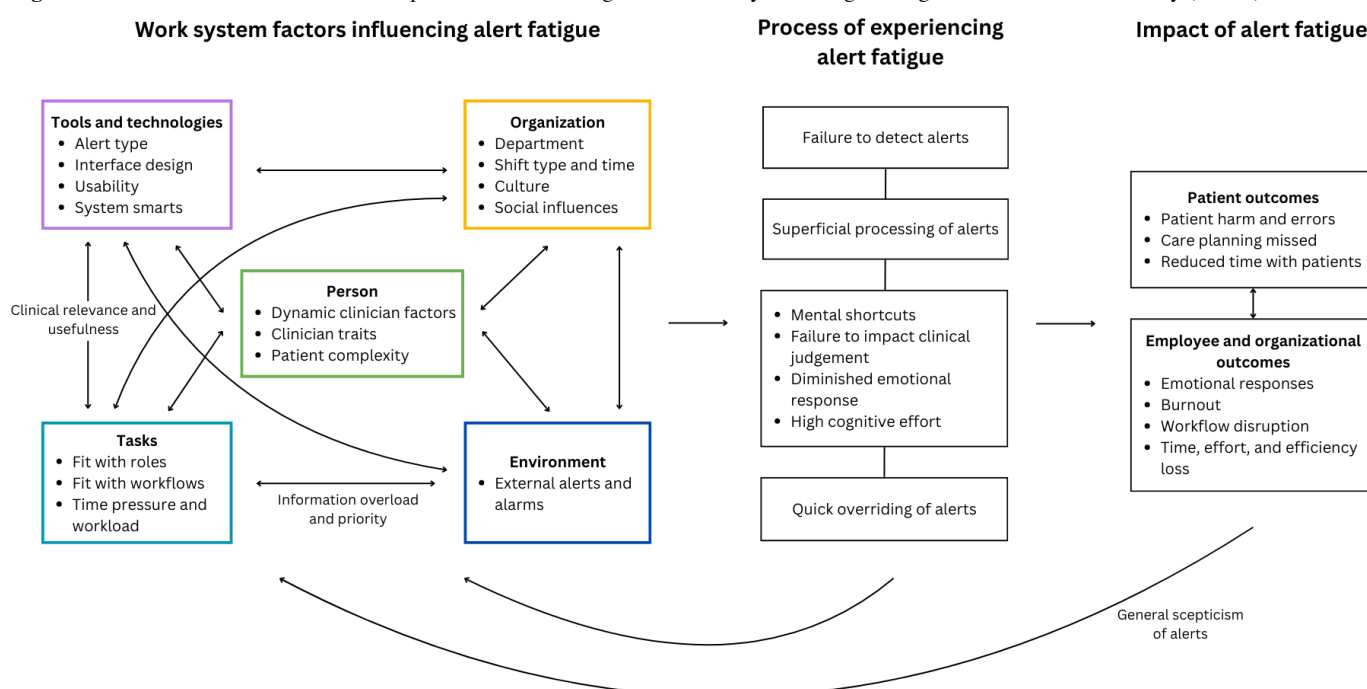 Work system factors influencing alert fatigue
Process of experiencing
alert fatigue
Impact of alert fatigue
Tools and technologies
• Alert type
• Interface design
• Usability
• System smarts
Organization
• Department
• Shift type and time
• Culture
• Social influences
Person
• Dynamic clinician factors
• Clinician traits
• Patient complexity
Clinical relevance and
usefulness
Tasks
• Fit with roles
• Fit with workflows
• Time pressure and
workload
Information overload
and priority
Environment
• External alerts and
alarms
Failure to detect alerts
Superficial processing of alerts
• Mental shortcuts
• Failure to impact clinical
judgement
• Diminished emotional
response
• High cognitive effort
Quick overriding of alerts
Patient outcomes
• Patient harm and errors
• Care planning missed
• Reduced time with patients
Employee and organizational
outcomes
• Emotional responses
• Burnout
• Workflow disruption
• Time, effort, and efficiency
loss
General scepticism
of alerts